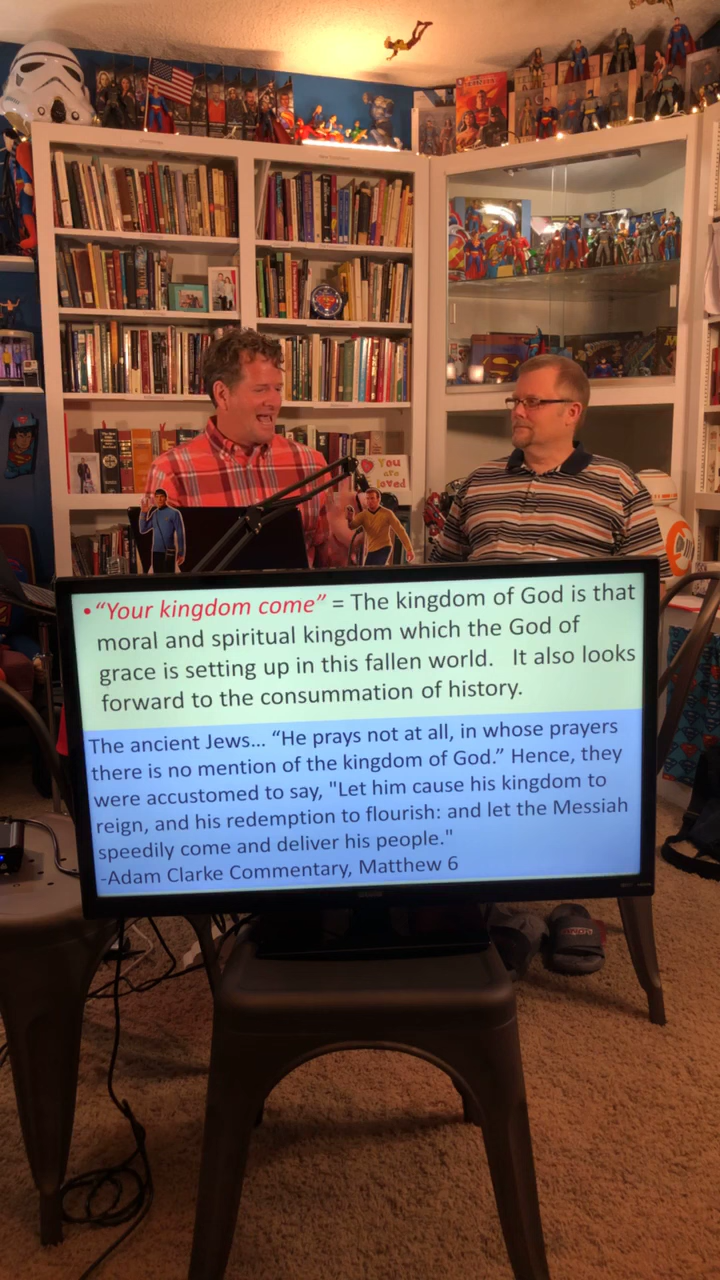 You are
loved
• “Your kingdom come” = The kingdom of God is that
moral and spiritual kingdom which the God of
grace is setting up in this fallen world. It also looks
forward to the consummation of history.
The ancient Jews... “He prays not at all, in whose prayers
there is no mention of the kingdom of God.” Hence, they
were accustomed to say, "Let him cause his kingdom to
reign, and his redemption to flourish: and let the Messiah
speedily come and deliver his people."
-Adam Clarke Commentary, Matthew 6